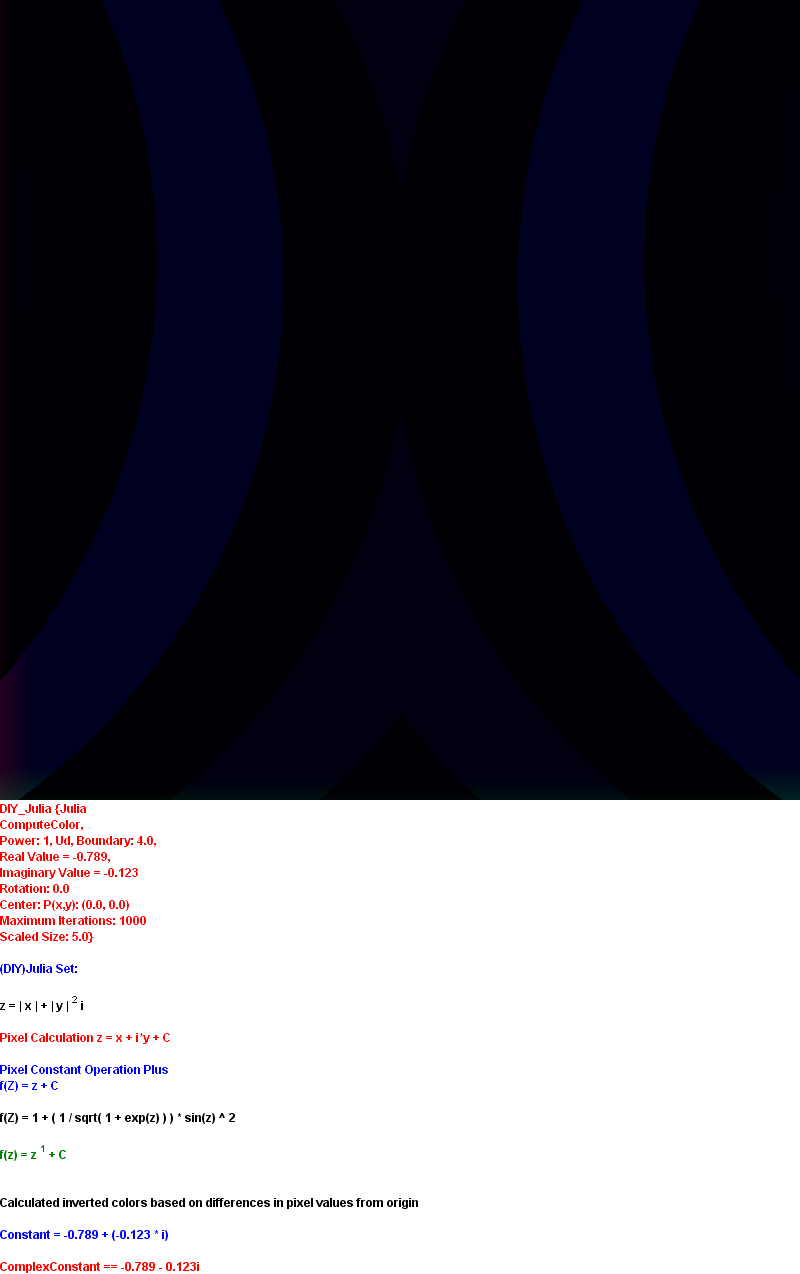 DIY_Julia {Julia
ComputeColor,
Power: 1, Ud, Boundary: 4.0,
Real Value = -0.789,
Imaginary Value = -0.123
Rotation: 0.0
Center: P(x,y): (0.0, 0.0)
Maximum Iterations: 1000
Scaled Size: 5.0}
(DIY)Julia Set:
z = | x | + | y | ^2 i
Pixel Calculation z = x + i*y + C
Pixel Constant Operation Plus
f(Z) = z + C
f(Z) = 1 + ( 1 / sqrt( 1 + exp(z) ) ) * sin(z) ^ 2
f(z) = z ^1 + C
Calculated inverted colors based on differences in pixel values from origin
Constant = -0.789 + (-0.123 * i)
ComplexConstant == -0.789 - 0.123i